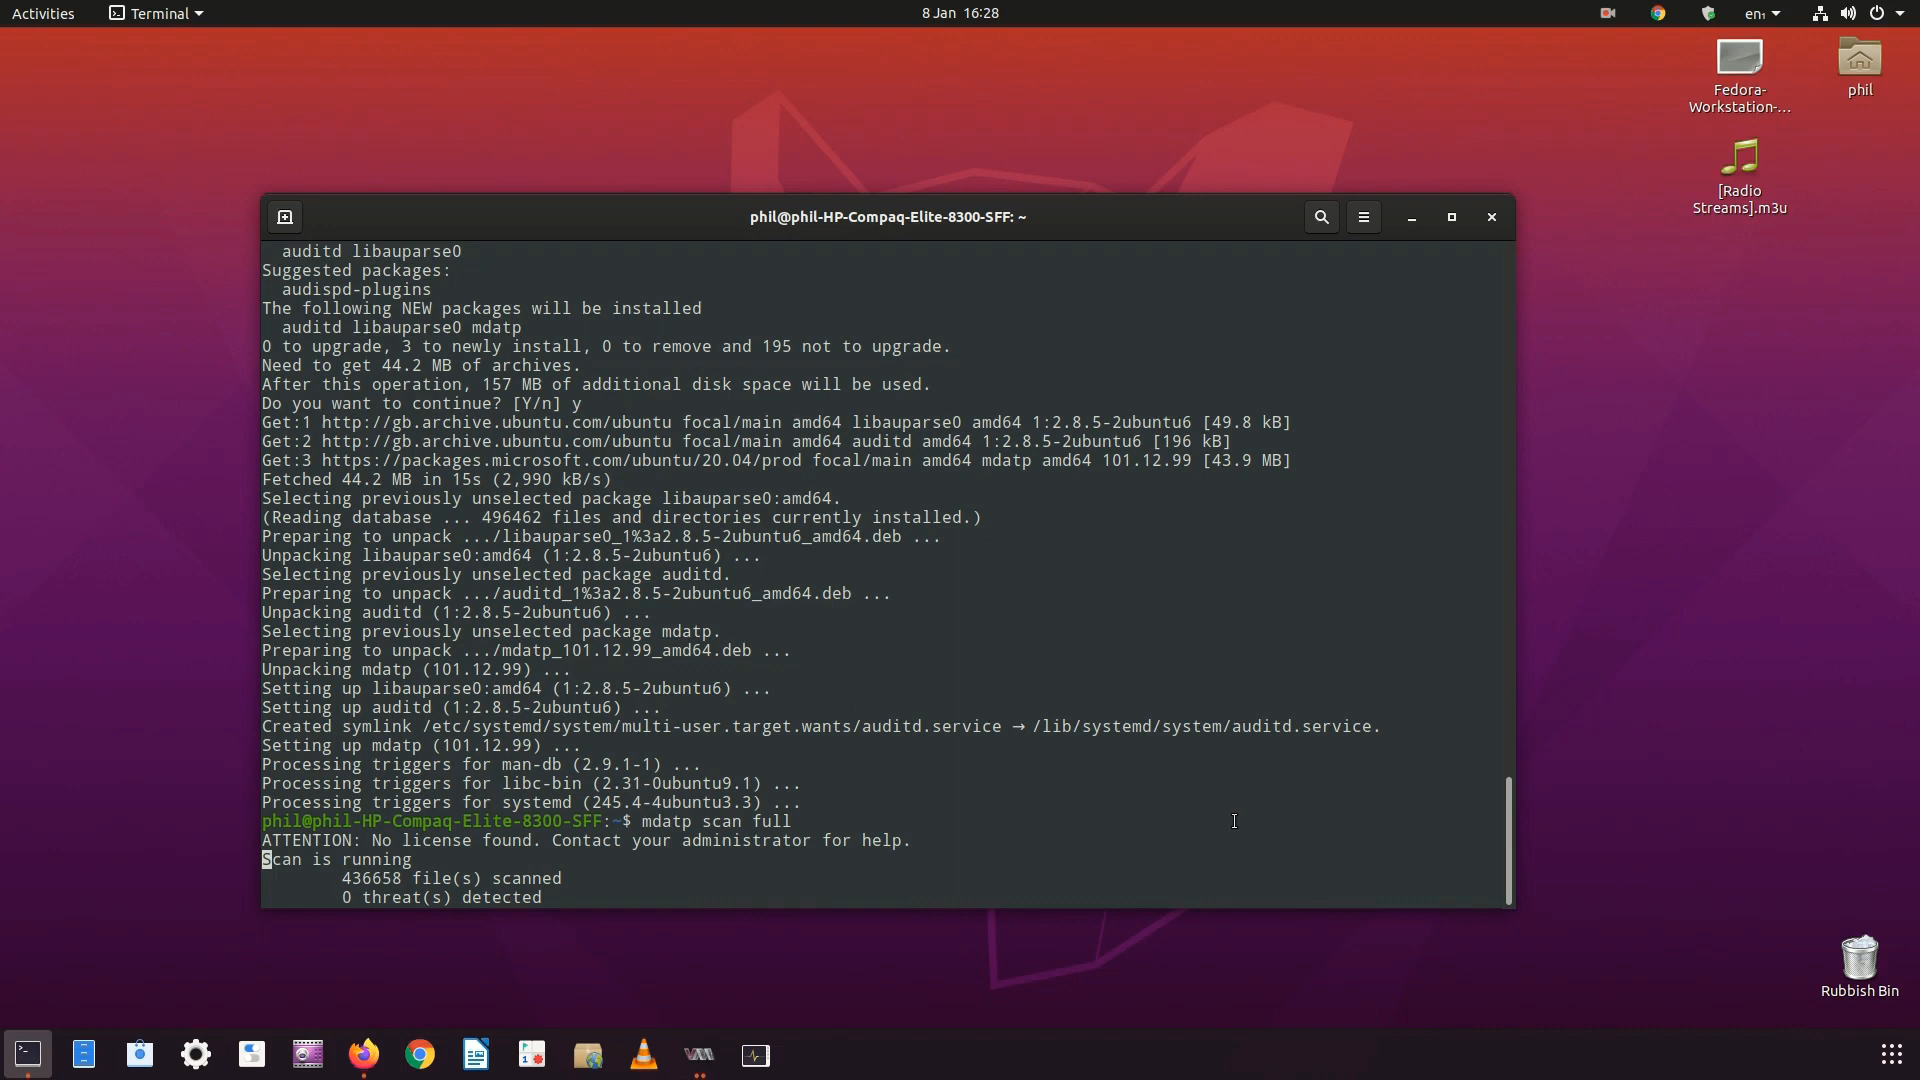 Activities
Terminal
8 Jan 16:28
en₁
Fedora-
Workstation-...
phil
[Radio
Streams].m3u
phil@phil-HP-Compaq-Elite-8300-SFF: ~
auditd libauparse0
Suggested packages:
audispd-plugins
The following NEW packages will be installed
auditd libauparse0 mdatp
0 to upgrade, 3 to newly install, 0 to remove and 195 not to upgrade.
Need to get 44.2 MB of archives.
After this operation, 157 MB of additional disk space will be used.
Do you want to continue? [Y/n] y
Get:1 http://gb.archive.ubuntu.com/ubuntu focal/main amd64 libauparse0 amd64 1:2.8.5-2ubuntu6 [49.8 kB]
Get:2 http://gb.archive.ubuntu.com/ubuntu focal/main amd64 auditd amd64 1:2.8.5-2ubuntu6 [196 kB]
Get:3 https://packages.microsoft.com/ubuntu/20.04/prod focal/main amd64 mdatp amd64 101.12.99 [43.9 MB]
Fetched 44.2 MB in 15s (2,990 kB/s)
Selecting previously unselected package libauparse0:amd64.
(Reading database ... 496462 files and directories currently installed.)
Preparing to unpack .../libauparse0_1%3a2.8.5-2ubuntu6_amd64.deb ...
Unpacking libauparse0:amd64 (1:2.8.5-2ubuntu6) ...
Selecting previously unselected package auditd.
Preparing to unpack .../auditd_1%3a2.8.5-2ubuntu6_amd64.deb ...
Unpacking auditd (1:2.8.5-2ubuntu6) ...
Selecting previously unselected package mdatp.
Preparing to unpack .../mdatp_101.12.99_amd64.deb ...
Unpacking mdatp (101.12.99) ...
Setting up libauparse0:amd64 (1:2.8.5-2ubuntu6) ...
Setting up auditd (1:2.8.5-2ubuntu6) ...
Created symlink /etc/systemd/system/multi-user.target.wants/auditd.service → /lib/systemd/system/auditd.service.
Setting up mdatp (101.12.99) ...
Processing triggers for man-db (2.9.1-1) ...
Processing triggers for libc-bin (2.31-0ubuntu9.1) ...
Processing triggers for systemd (245.4-4ubuntu3.3) ...
phil@phil-HP-Compaq-Elite-8300-SFF:~$ mdatp scan full
ATTENTION: No license found. Contact your administrator for help.
Scan is running
436658 file(s) scanned
0 threat(s) detected
Rubbish Bin